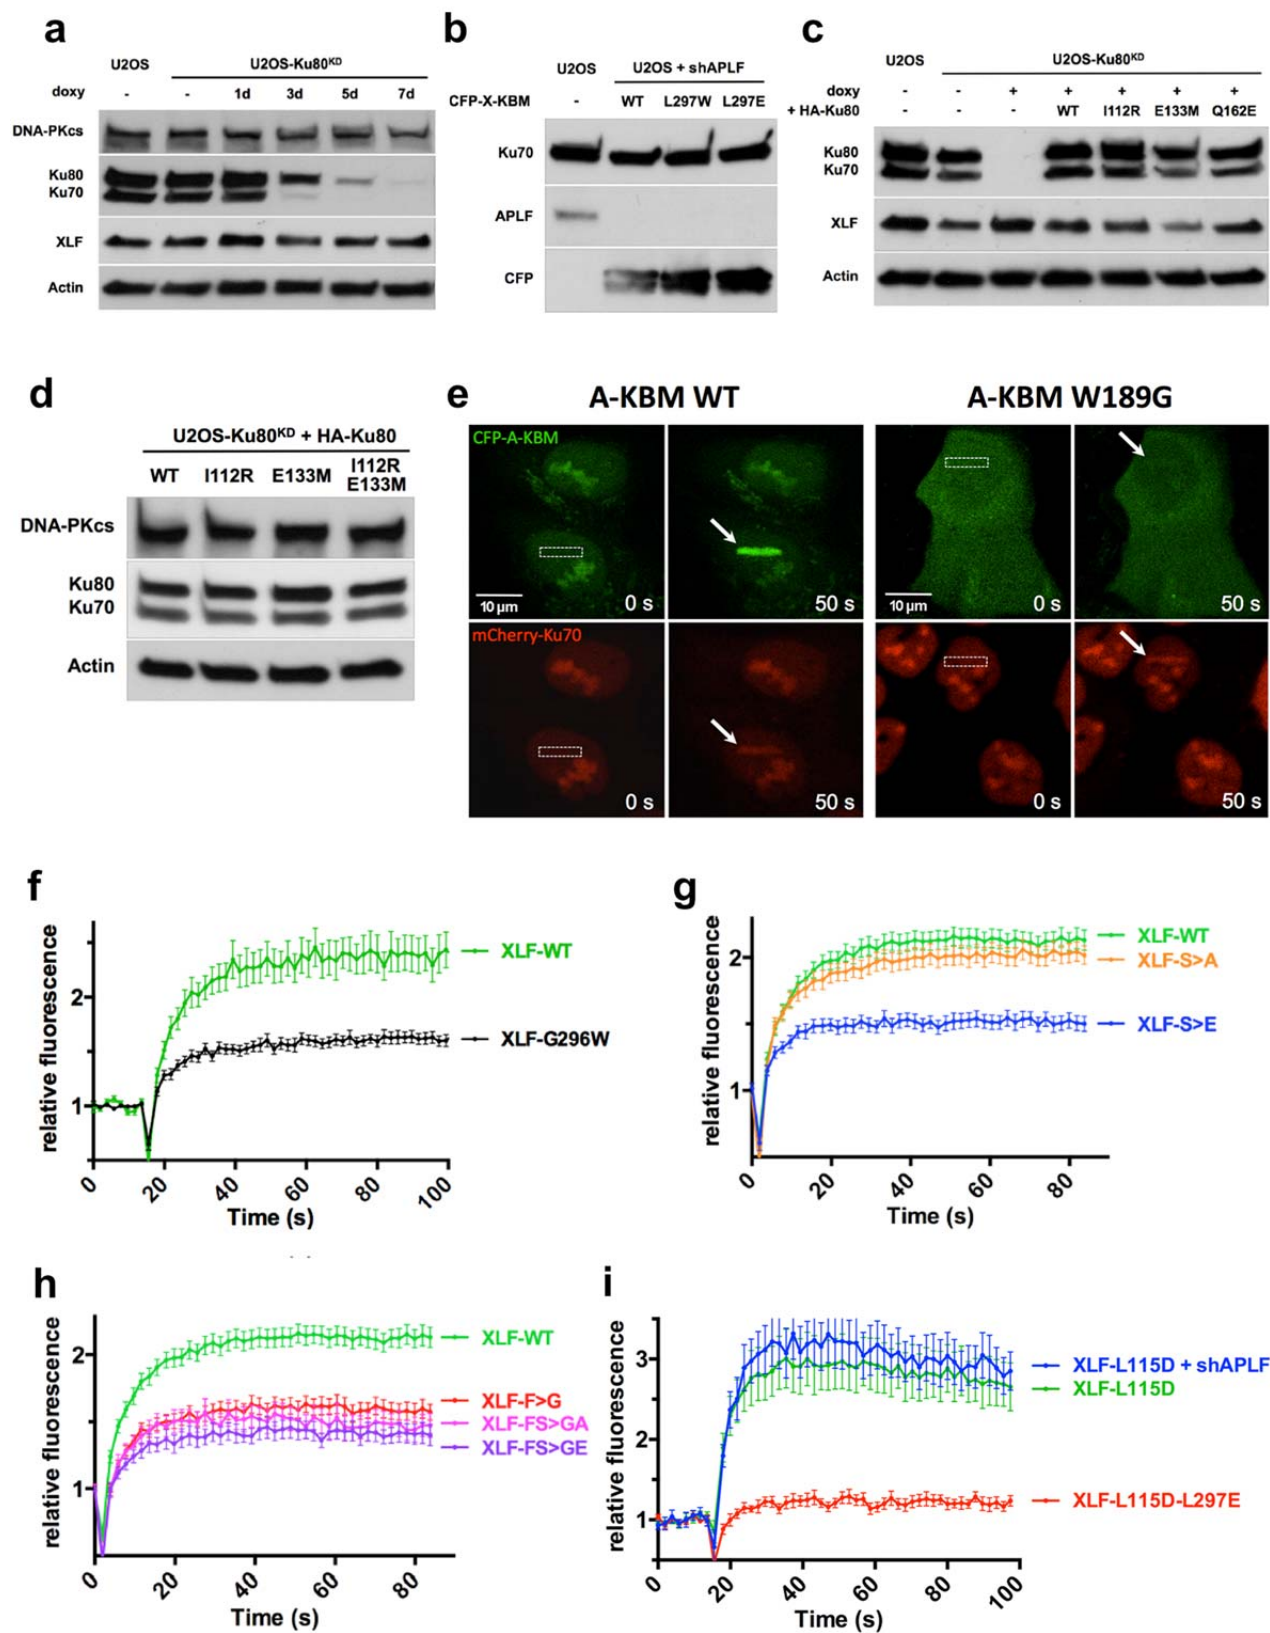 a
U2OS U2OS-Ku80KD
doxy - - 1d 3d 5d 7d
DNA-PKcs
Ku80
Ku70
XLF
Actin
b
U2OS U2OS + shAPLF
CFP-X-KBM - WT L297W L297E
Ku70
APLF
CFP
c
U2OS U2OS-Ku80KD
doxy - - + + + + +
+ HA-Ku80 - - - WT I112R E133M Q162E
Ku80
Ku70
XLF
Actin
d
U2OS-Ku80KD + HA-Ku80
WT I112R E133M I112R
E133M
DNA-PKcs
Ku80
Ku70
Actin
e
A-KBM WT A-KBM W189G
CFP-A-KBM
10 µm 0 s 50 s 10 µm 0 s 50 s
mCherry-Ku70
0 s 50 s 0 s 50 s
f
relative fluorescence
2
1
XLF-WT
XLF-G296W
0 20 40 60 80 100
Time (s)
g
relative fluorescence
2
1
XLF-WT
XLF-S>A
XLF-S>E
0 20 40 60 80
Time (s)
h
relative fluorescence
2
1
XLF-WT
XLF-F>G
XLF-FS>GA
XLF-FS>GE
0 20 40 60 80
Time (s)
i
relative fluorescence
3
2
1
XLF-L115D + shAPLF
XLF-L115D
XLF-L115D-L297E
0 20 40 60 80 100
Time (s)